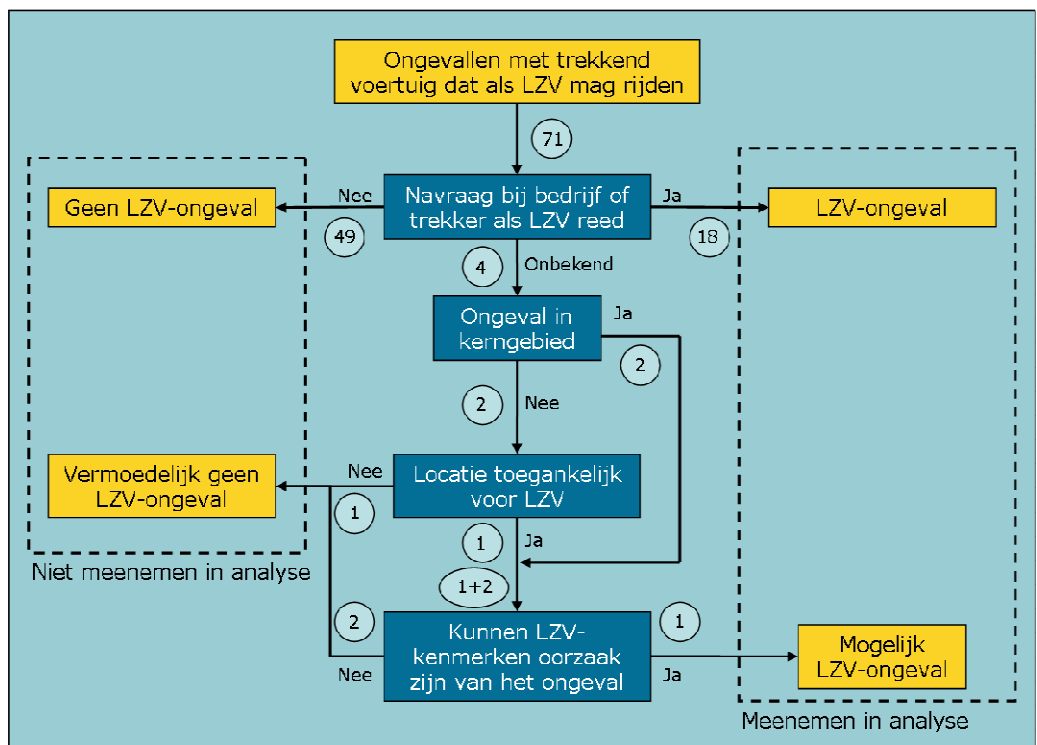 Ongevallen met trekkend
voertuig dat als LZV mag rijden
71
Geen LZV-ongeval
Nee
49
Navraag bij bedrijf of
trekker als LZV reed
Ja
18
LZV-ongeval
4
Onbekend
Ongeval in
kerngebied
Ja
2
2
Nee
Vermoedelijk geen
LZV-ongeval
Nee
1
Locatie toegankelijk
voor LZV
1
Ja
1+2
Niet meenemen in analyse
2
Nee
Kunnen LZV-
kenmerken oorzaak
zijn van het ongeval
1
Ja
Mogelijk
LZV-ongeval
Meenemen in analyse